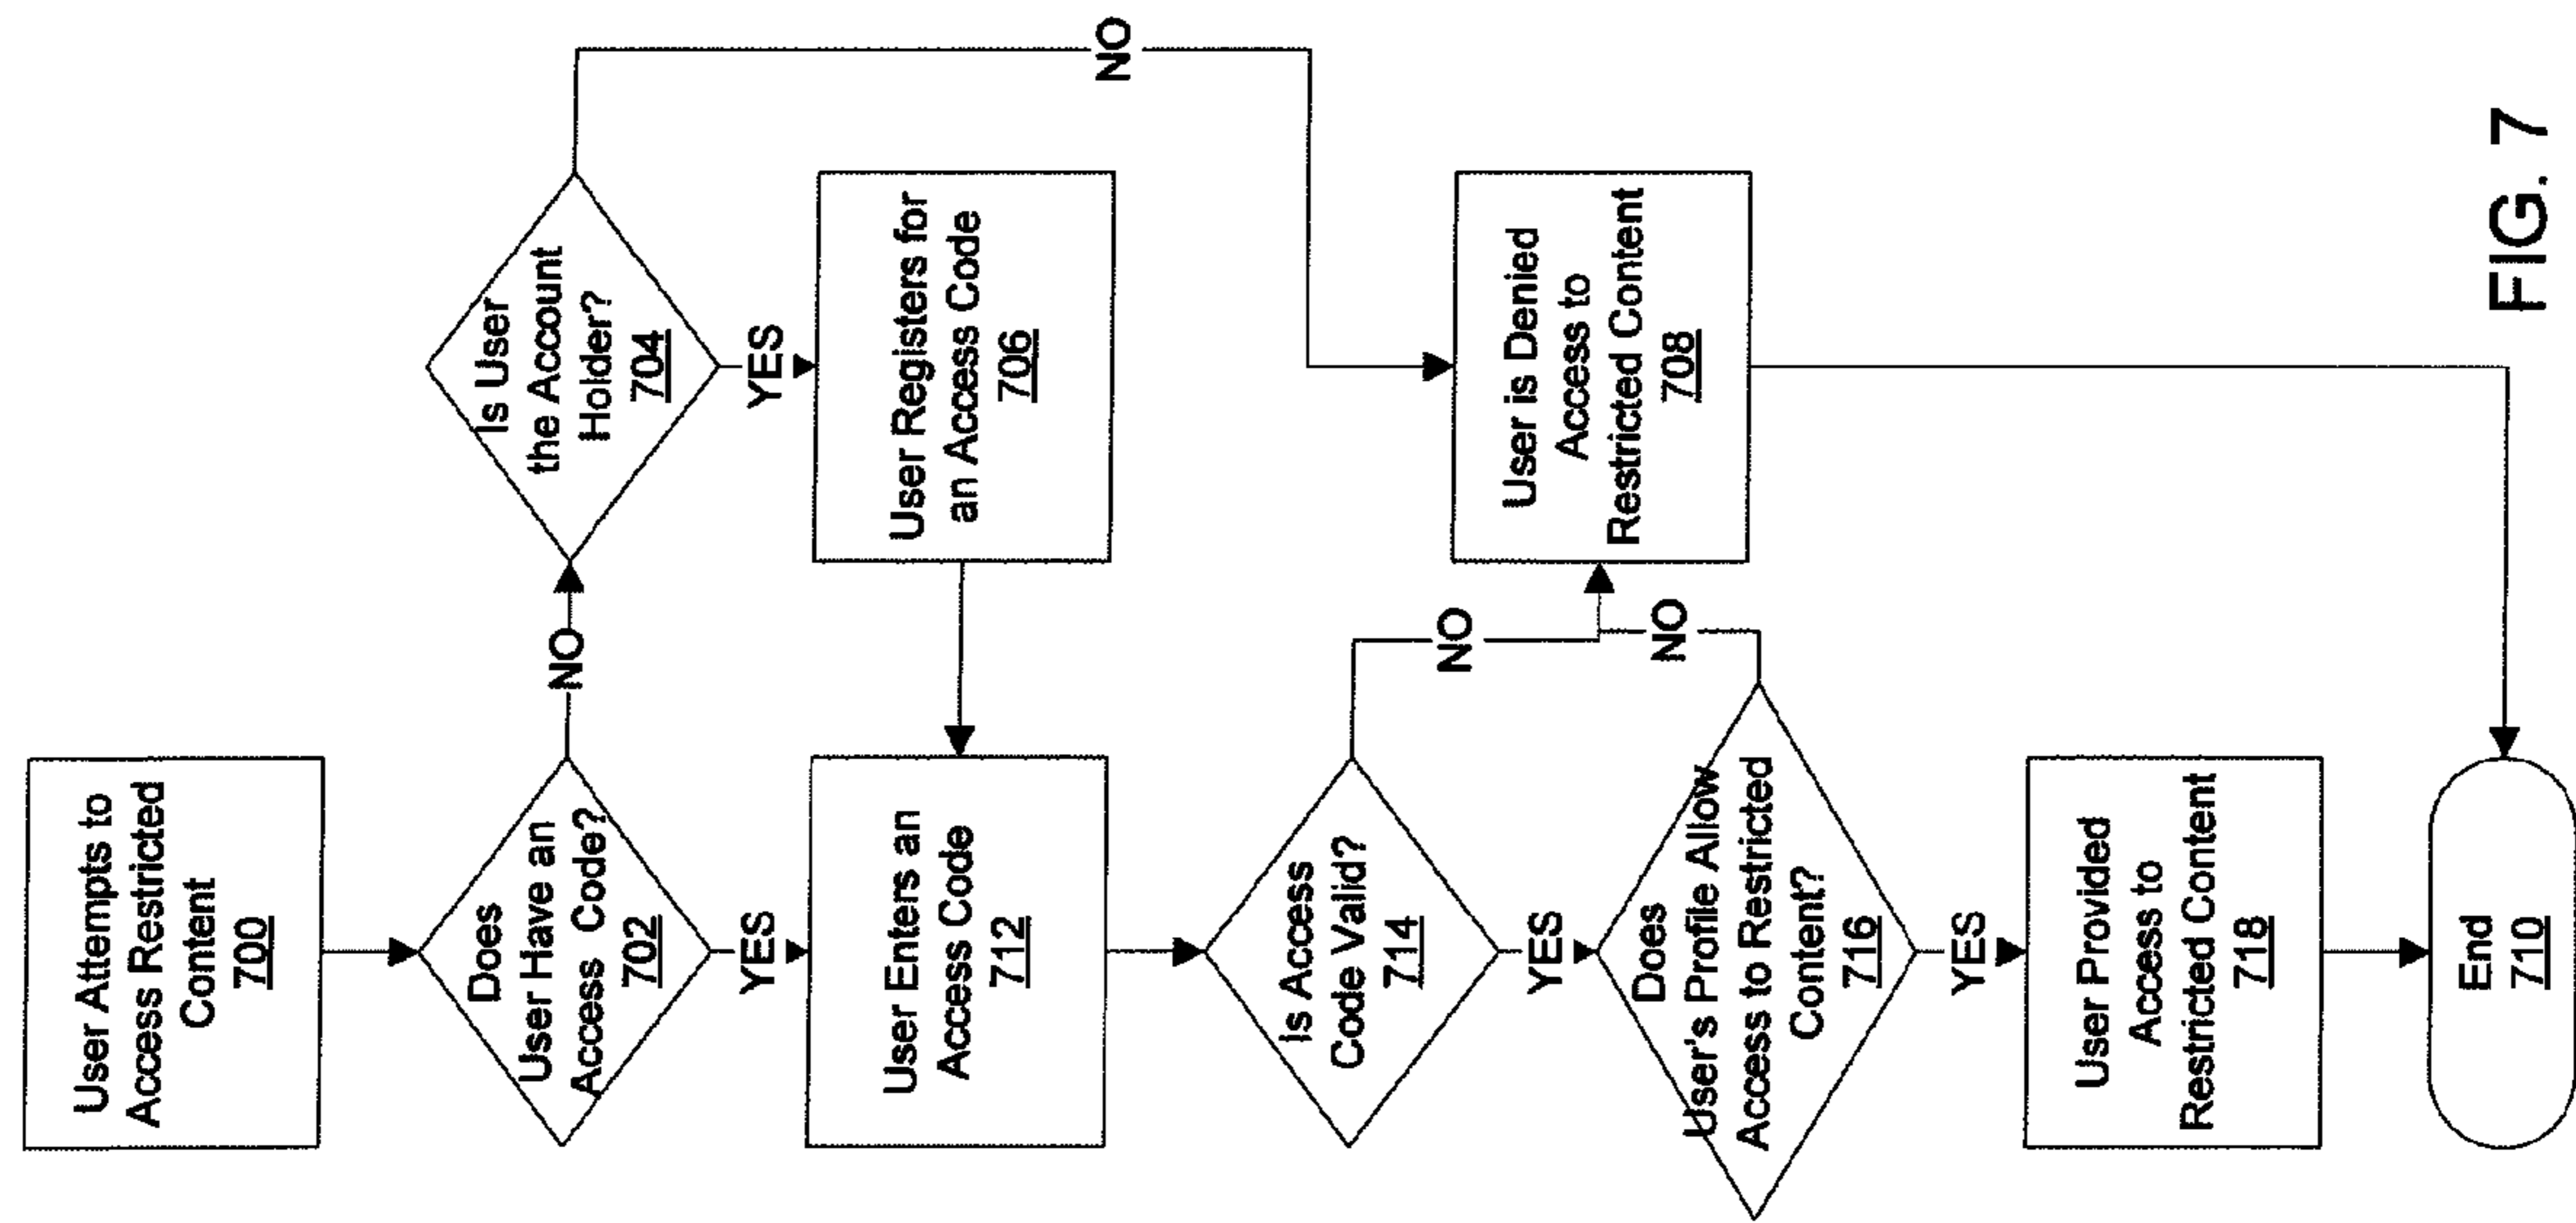 User Attempts to
Access Restricted
Content
700
Does
User Have an
Access Code?
702
NO
Is User
the Account
Holder?
704
NO
YES
YES
User Registers for
an Access Code
706
User Enters an
Access Code
712
Is Access
Code Valid?
714
NO
YES
User is Denied
Access to
Restricted Content
708
Does
User's Profile Allow
Access to Restricted
Content?
716
NO
YES
User Provided
Access to
Restricted Content
718
End
710
FIG. 7